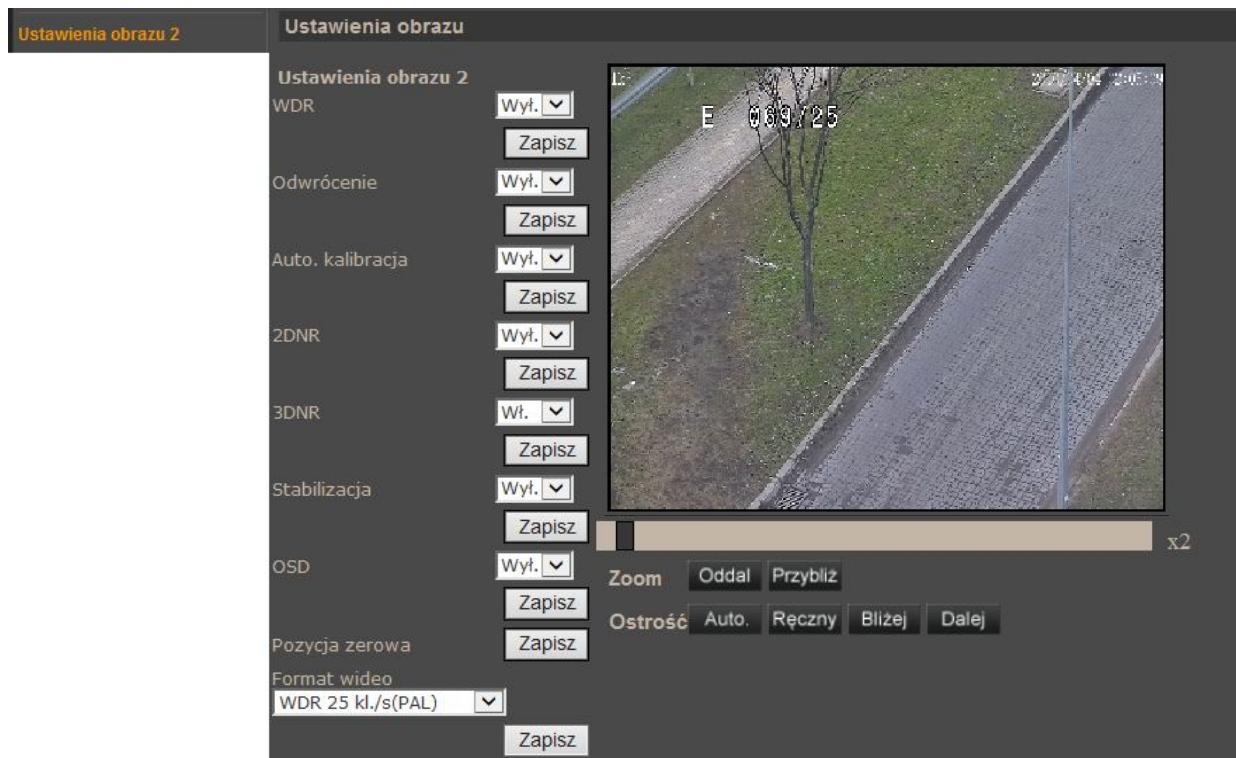 Ustawienia obrazu 2
Ustawienia obrazu
Ustawienia obrazu 2
WDR Wył.
Zapisz
Odwrócenie Wył.
Zapisz
Auto. kalibracja Wył.
Zapisz
2DNR Wył.
Zapisz
3DNR Wł.
Zapisz
Stabilizacja Wył.
Zapisz
OSD Wył.
Zapisz
Pozycja zerowa Zapisz
Format wideo
WDR 25 kl./s(PAL)
Zapisz
E 069/25
x2
Zoom Oddal Przybliż
Ostrość Auto. Ręczny Bliżej Dalej